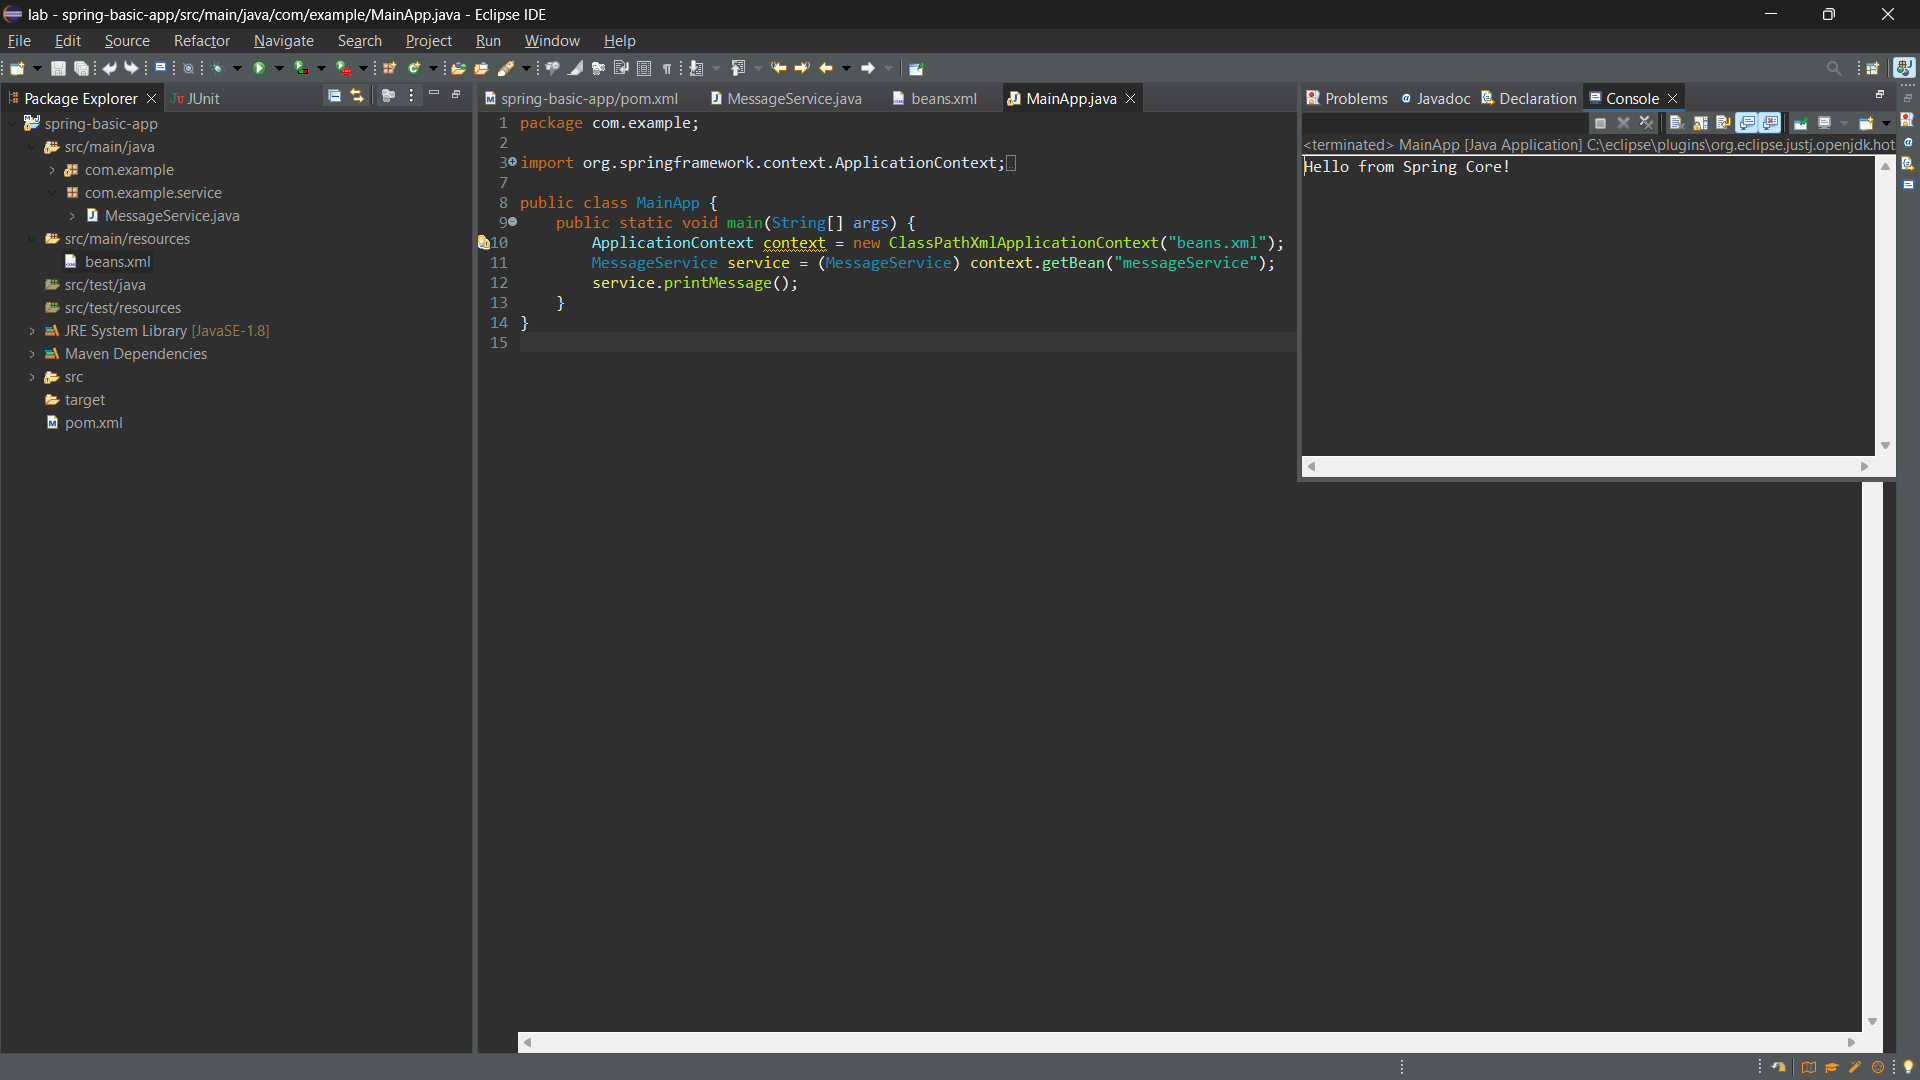 lab - spring-basic-app/src/main/java/com/example/MainApp.java - Eclipse IDE
File Edit Source Refactor Navigate Search Project Run Window Help
Package Explorer JUnit
spring-basic-app
src/main/java
com.example
com.example.service
MessageService.java
src/main/resources
beans.xml
src/test/java
src/test/resources
JRE System Library [JavaSE-1.8]
Maven Dependencies
src
target
pom.xml
spring-basic-app/pom.xml MessageService.java beans.xml MainApp.java
1 package com.example;
2
3 import org.springframework.context.ApplicationContext;
7
8 public class MainApp {
9 public static void main(String[] args) {
10 ApplicationContext context = new ClassPathXmlApplicationContext("beans.xml");
11 MessageService service = (MessageService) context.getBean("messageService");
12 service.printMessage();
13 }
14 }
15
Problems Javadoc Declaration Console
<terminated> MainApp [Java Application] C:\eclipse\plugins\org.eclipse.justj.openjdk.hot
Hello from Spring Core!